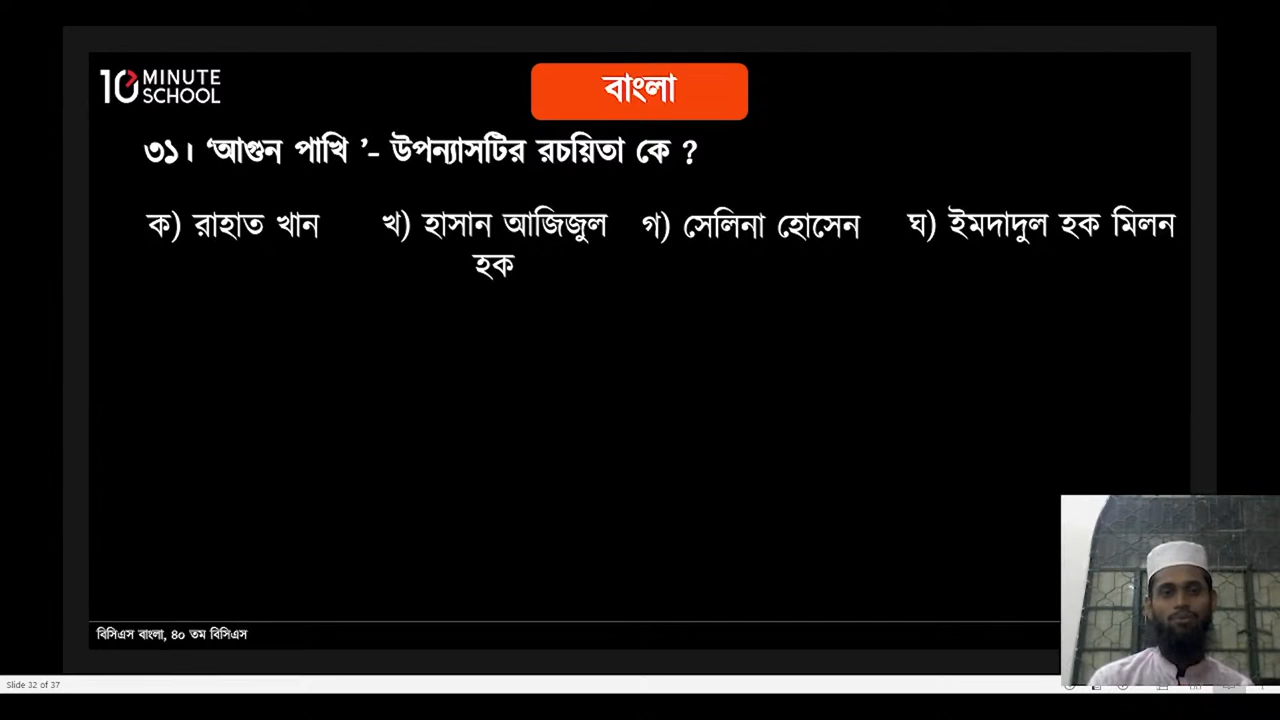 10 MINUTE
SCHOOL
বাংলা
৩১। ‘আগুন পাখি ’- উপন্যাসটির রচয়িতা কে ?
ক) রাহাত খান খ) হাসান আজিজুল গ) সেলিনা হোসেন ঘ) ইমদাদুল হক মিলন
হক
বিসিএস বাংলা, ৪০ তম বিসিএস
Slide 32 of 37